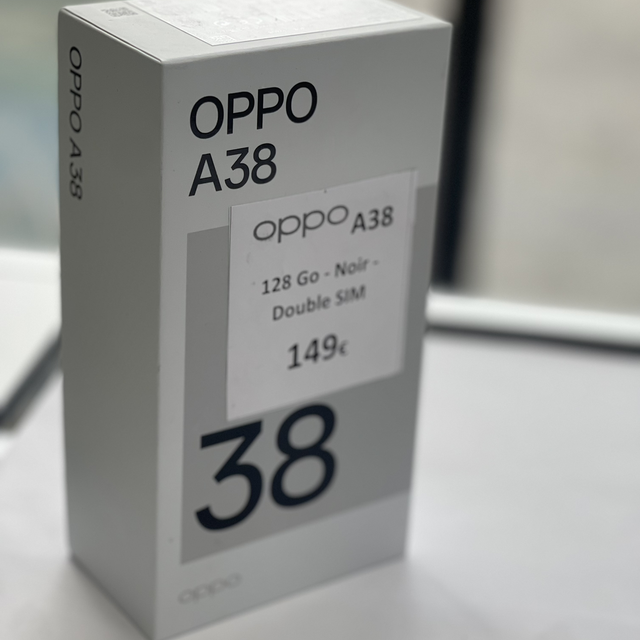 OPPO A38
OPPO
A38
oppo A38
128 Go - Noir -
Double SIM
149€
38
oppo